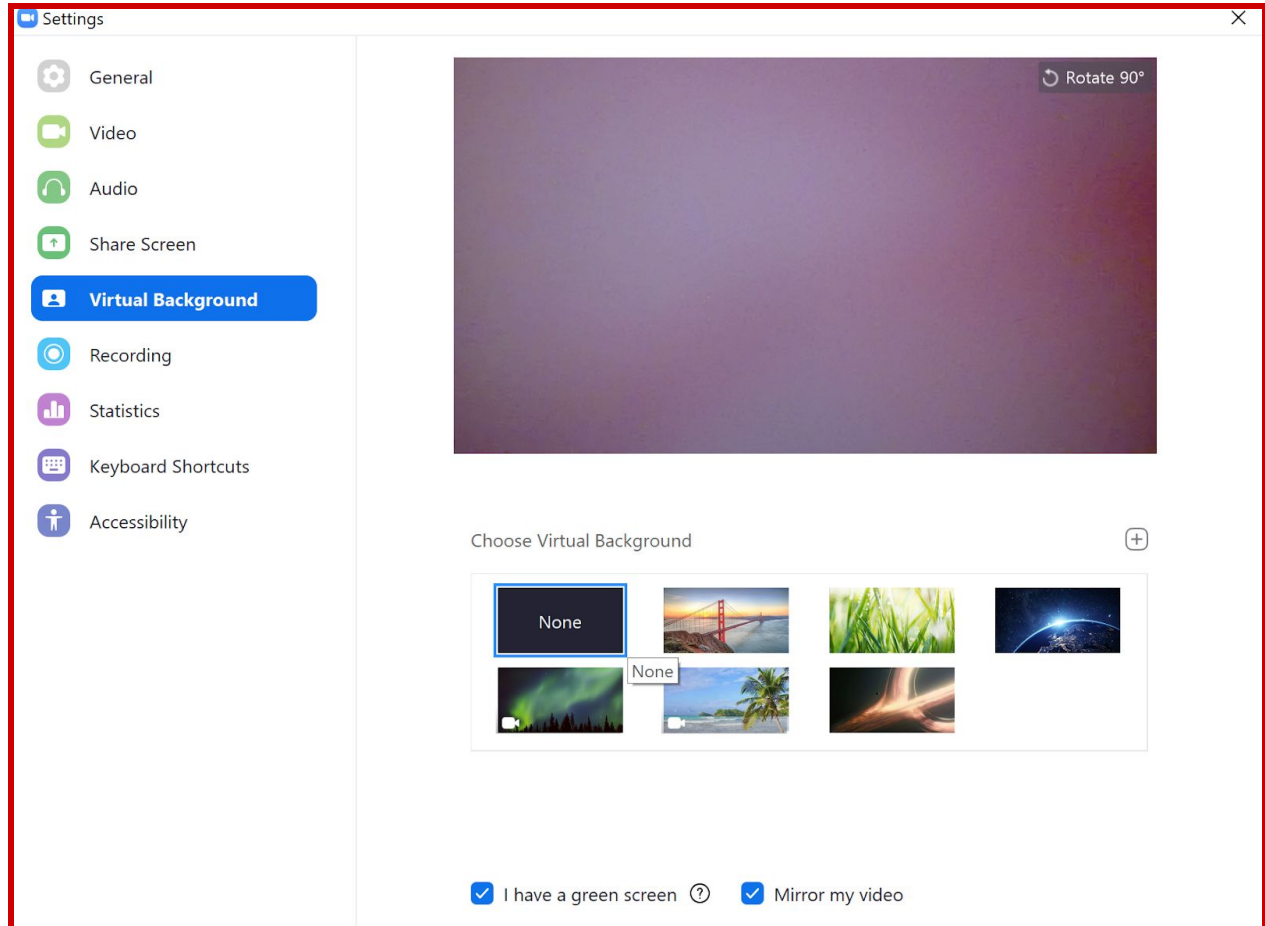 Settings
General
Video
Audio
Share Screen
Virtual Background
Recording
Statistics
Keyboard Shortcuts
Accessibility
Rotate 90°
Choose Virtual Background
None
None
I have a green screen ?
Mirror my video